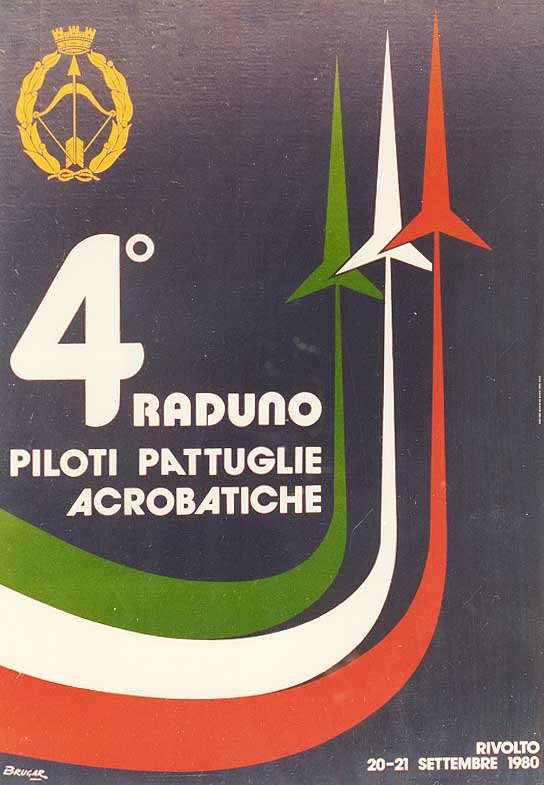 4°
RADUNO
PILOTI PATTUGLIE
ACROBATICHE
RIVOLTO
20-21 SETTEMBRE 1980
BRUGAR